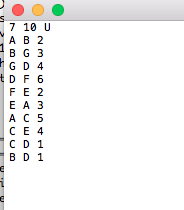 7 10 U
A B 2
B G 3
G D 4
D F 6
F E 2
E A 3
A C 5
C E 4
C D 1
B D 1